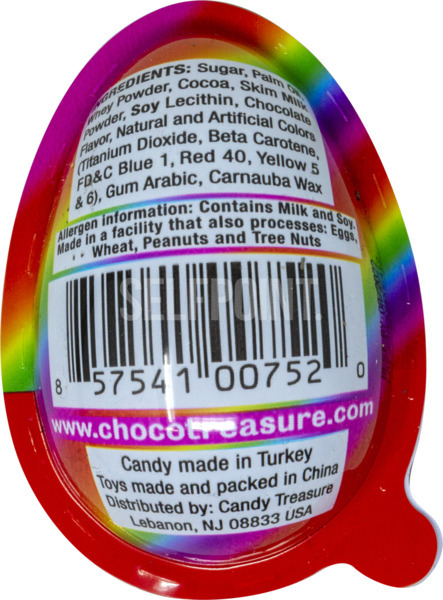 INGREDIENTS: Sugar, Palm Oil,
Whey Powder, Cocoa, Skim Milk
Powder, Soy Lecithin, Chocolate
Flavor, Natural and Artificial Colors
(Titanium Dioxide, Beta Carotene,
FD&C Blue 1, Red 40, Yellow 5
& 6), Gum Arabic, Carnauba Wax
Allergen information: Contains Milk and Soy.
Made in a facility that also processes: Eggs,
Wheat, Peanuts and Tree Nuts
SELFPOINT.
8 57541 00752 0
www.chocotreasure.com
Candy made in Turkey
Toys made and packed in China
Distributed by: Candy Treasure
Lebanon, NJ 08833 USA